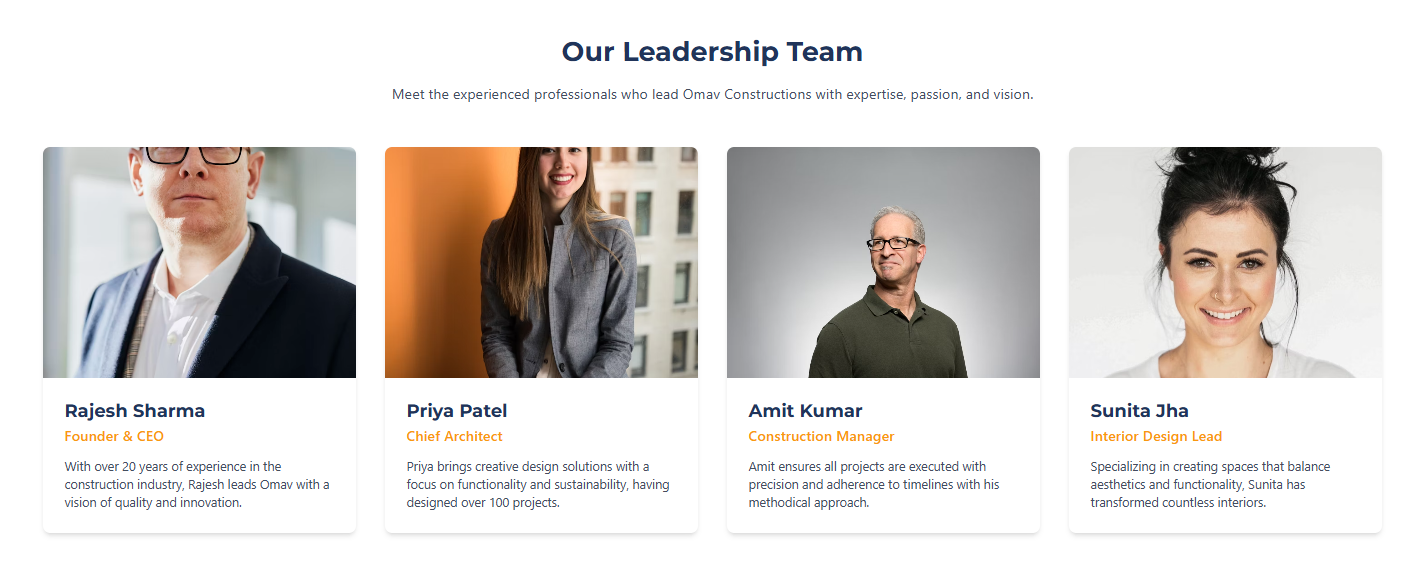 Our Leadership Team
Meet the experienced professionals who lead Omav Constructions with expertise, passion, and vision.
Rajesh Sharma
Founder & CEO
With over 20 years of experience in the
construction industry, Rajesh leads Omav with a
vision of quality and innovation.
Priya Patel
Chief Architect
Priya brings creative design solutions with a
focus on functionality and sustainability, having
designed over 100 projects.
Amit Kumar
Construction Manager
Amit ensures all projects are executed with
precision and adherence to timelines with his
methodical approach.
Sunita Jha
Interior Design Lead
Specializing in creating spaces that balance
aesthetics and functionality, Sunita has
transformed countless interiors.